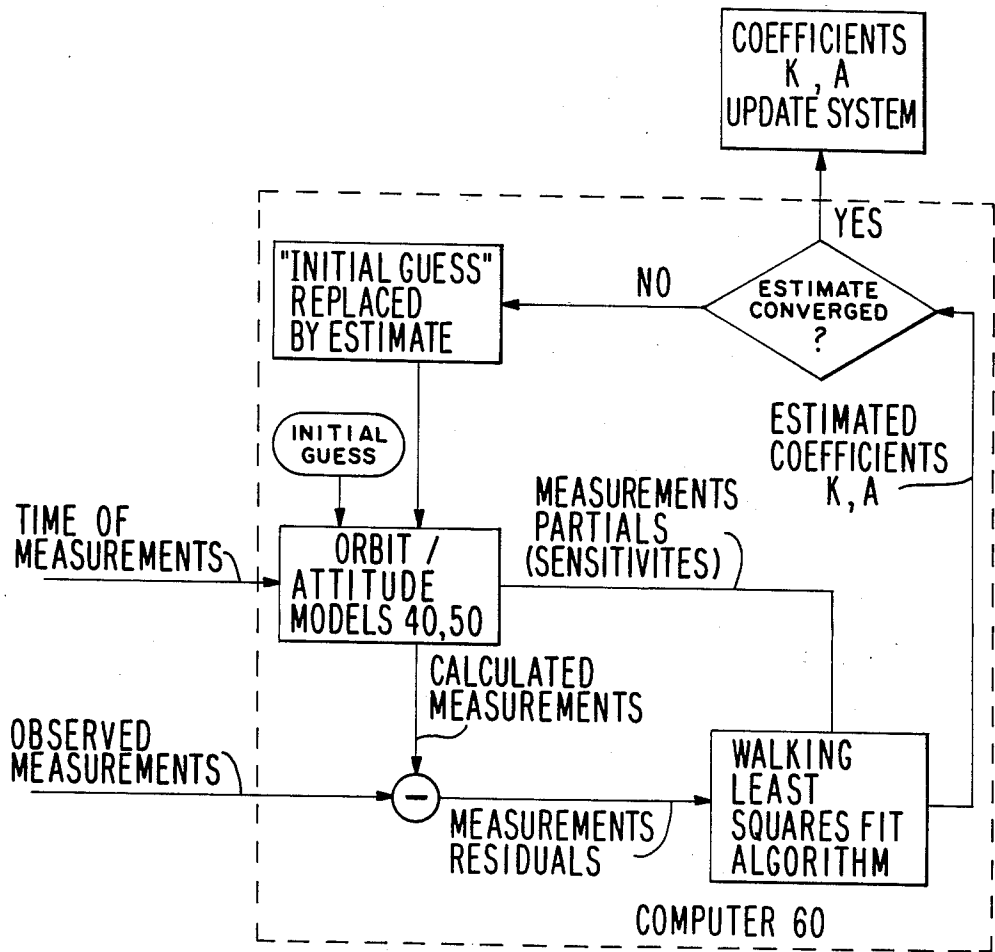 COEFFICIENTS
K, A
UPDATE SYSTEM
YES
"INITIAL GUESS"
REPLACED
BY ESTIMATE
NO
ESTIMATE
CONVERGED
?
INITIAL
GUESS
ESTIMATED
COEFFICIENTS
K, A
MEASUREMENTS
PARTIALS
(SENSITIVITES)
TIME OF
MEASUREMENTS
ORBIT /
ATTITUDE
MODELS 40,50
CALCULATED
MEASUREMENTS
OBSERVED
MEASUREMENTS
−
MEASUREMENTS
RESIDUALS
WALKING
LEAST
SQUARES FIT
ALGORITHM
COMPUTER 60